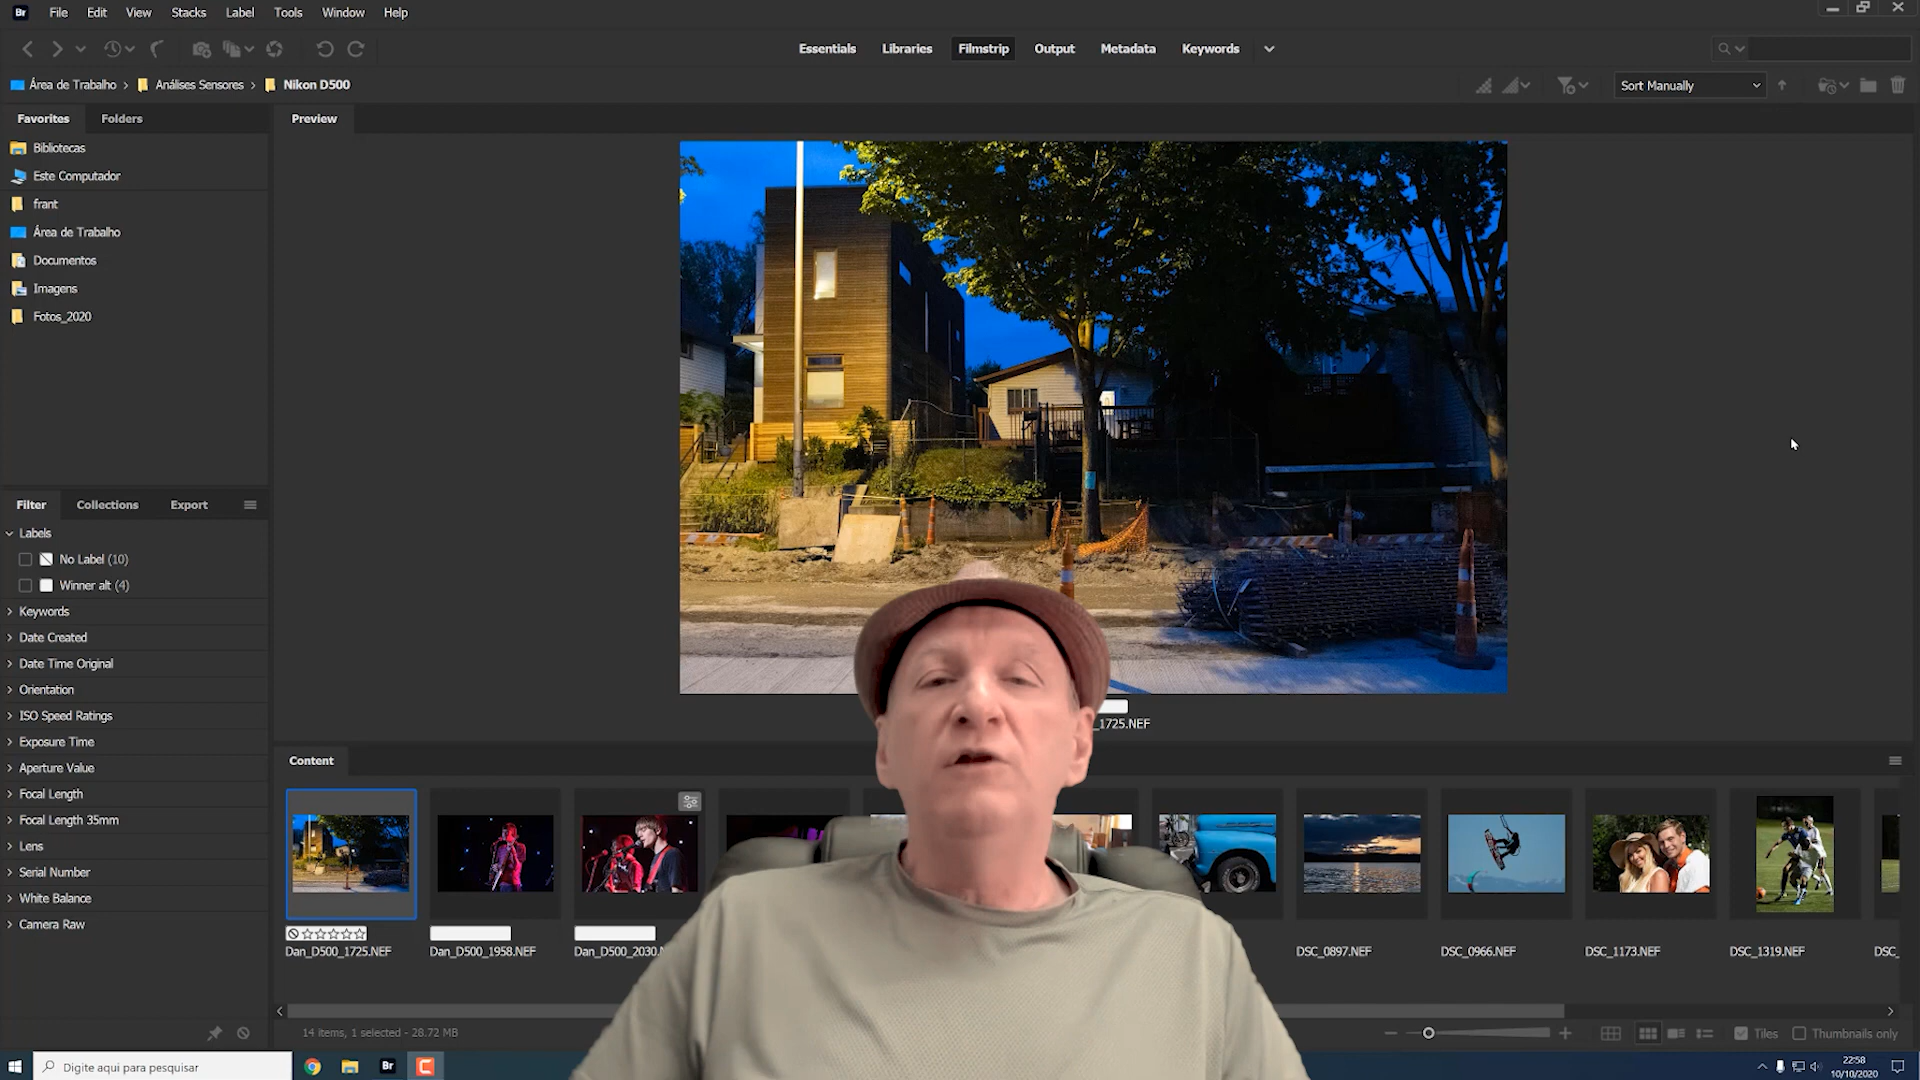 Br File Edit View Stacks Label Tools Window Help
Essentials Libraries Filmstrip Output Metadata Keywords
Área de Trabalho Análises Sensores Nikon D500
Sort Manually
Favorites Folders
Preview
Bibliotecas
Este Computador
frant
Área de Trabalho
Documentos
Imagens
Fotos_2020
Filter Collections Export
Labels
No Label (10)
Winner alt (4)
Keywords
Date Created
Date Time Original
Orientation
ISO Speed Ratings
Exposure Time
Aperture Value
Focal Length
Focal Length 35mm
Lens
Serial Number
White Balance
Camera Raw
_1725.NEF
Content
Dan_D500_1725.NEF
Dan_D500_1958.NEF
Dan_D500_2030.N
DSC_0897.NEF
DSC_0966.NEF
DSC_1173.NEF
DSC_1319.NEF
DSC_
14 items, 1 selected - 28.72 MB
Tiles Thumbnails only
Digite aqui para pesquisar
Br
22:58
10/10/2020